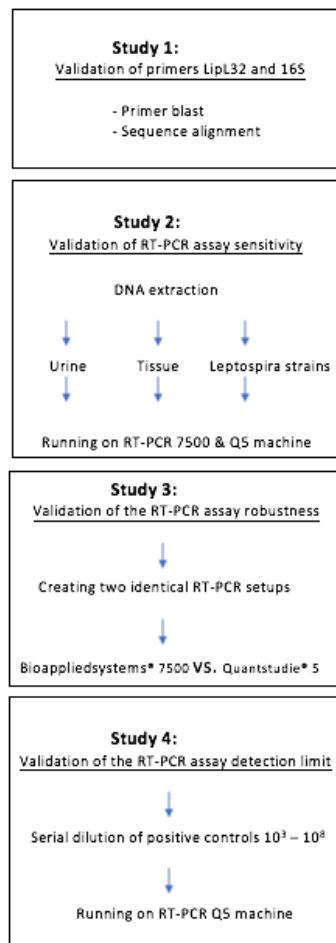 Study 1:
Validation of primers LipL32 and 16S
- Primer blast
- Sequence alignment
Study 2:
Validation of RT-PCR assay sensitivity
DNA extraction
Urine Tissue Leptospira strains
Running on RT-PCR 7500 & Q5 machine
Study 3:
Validation of the RT-PCR assay robustness
Creating two identical RT-PCR setups
Bioappliedsystems® 7500 VS. Quantstudie® 5
Study 4:
Validation of the RT-PCR assay detection limit
Serial dilution of positive controls 10³ – 10⁸
Running on RT-PCR Q5 machine